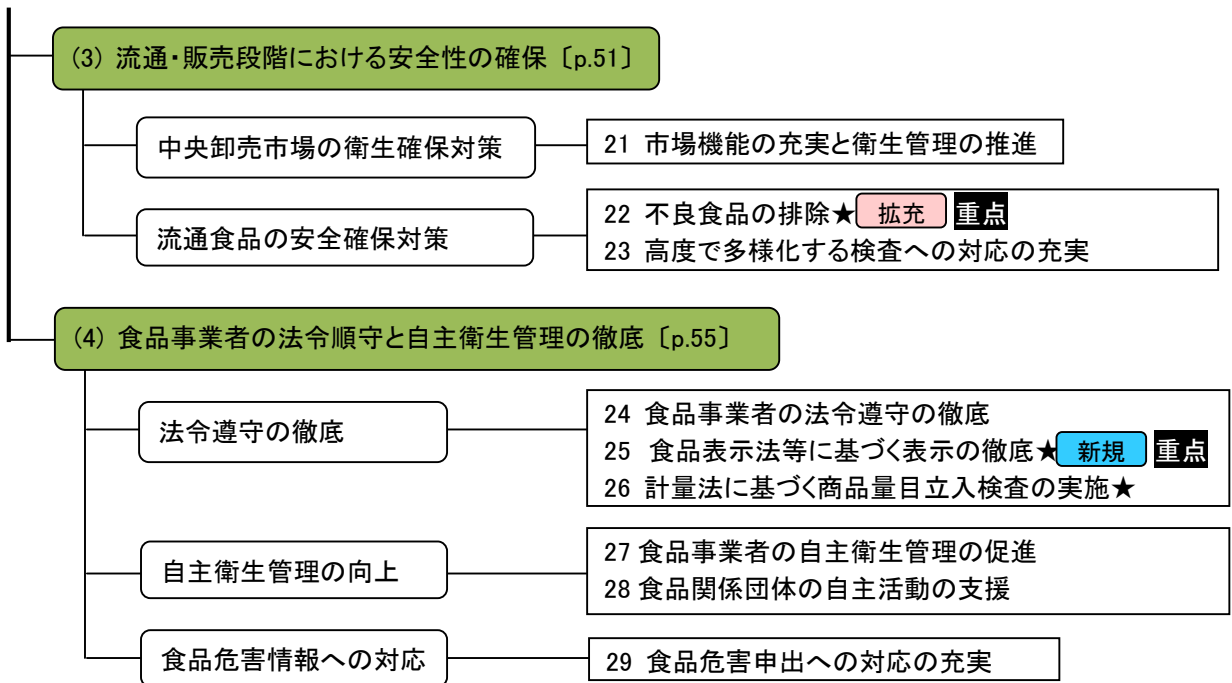 (3) 流通・販売段階における安全性の確保〔p.51〕
中央卸売市場の衛生確保対策
21 市場機能の充実と衛生管理の推進
流通食品の安全確保対策
22 不良食品の排除★ 拡充 重点
23 高度で多様化する検査への対応の充実
(4) 食品事業者の法令順守と自主衛生管理の徹底〔p.55〕
法令遵守の徹底
24 食品事業者の法令遵守の徹底
25 食品表示法等に基づく表示の徹底★ 新規 重点
26 計量法に基づく商品量目立入検査の実施★
自主衛生管理の向上
27 食品事業者の自主衛生管理の促進
28 食品関係団体の自主活動の支援
食品危害情報への対応
29 食品危害申出への対応の充実